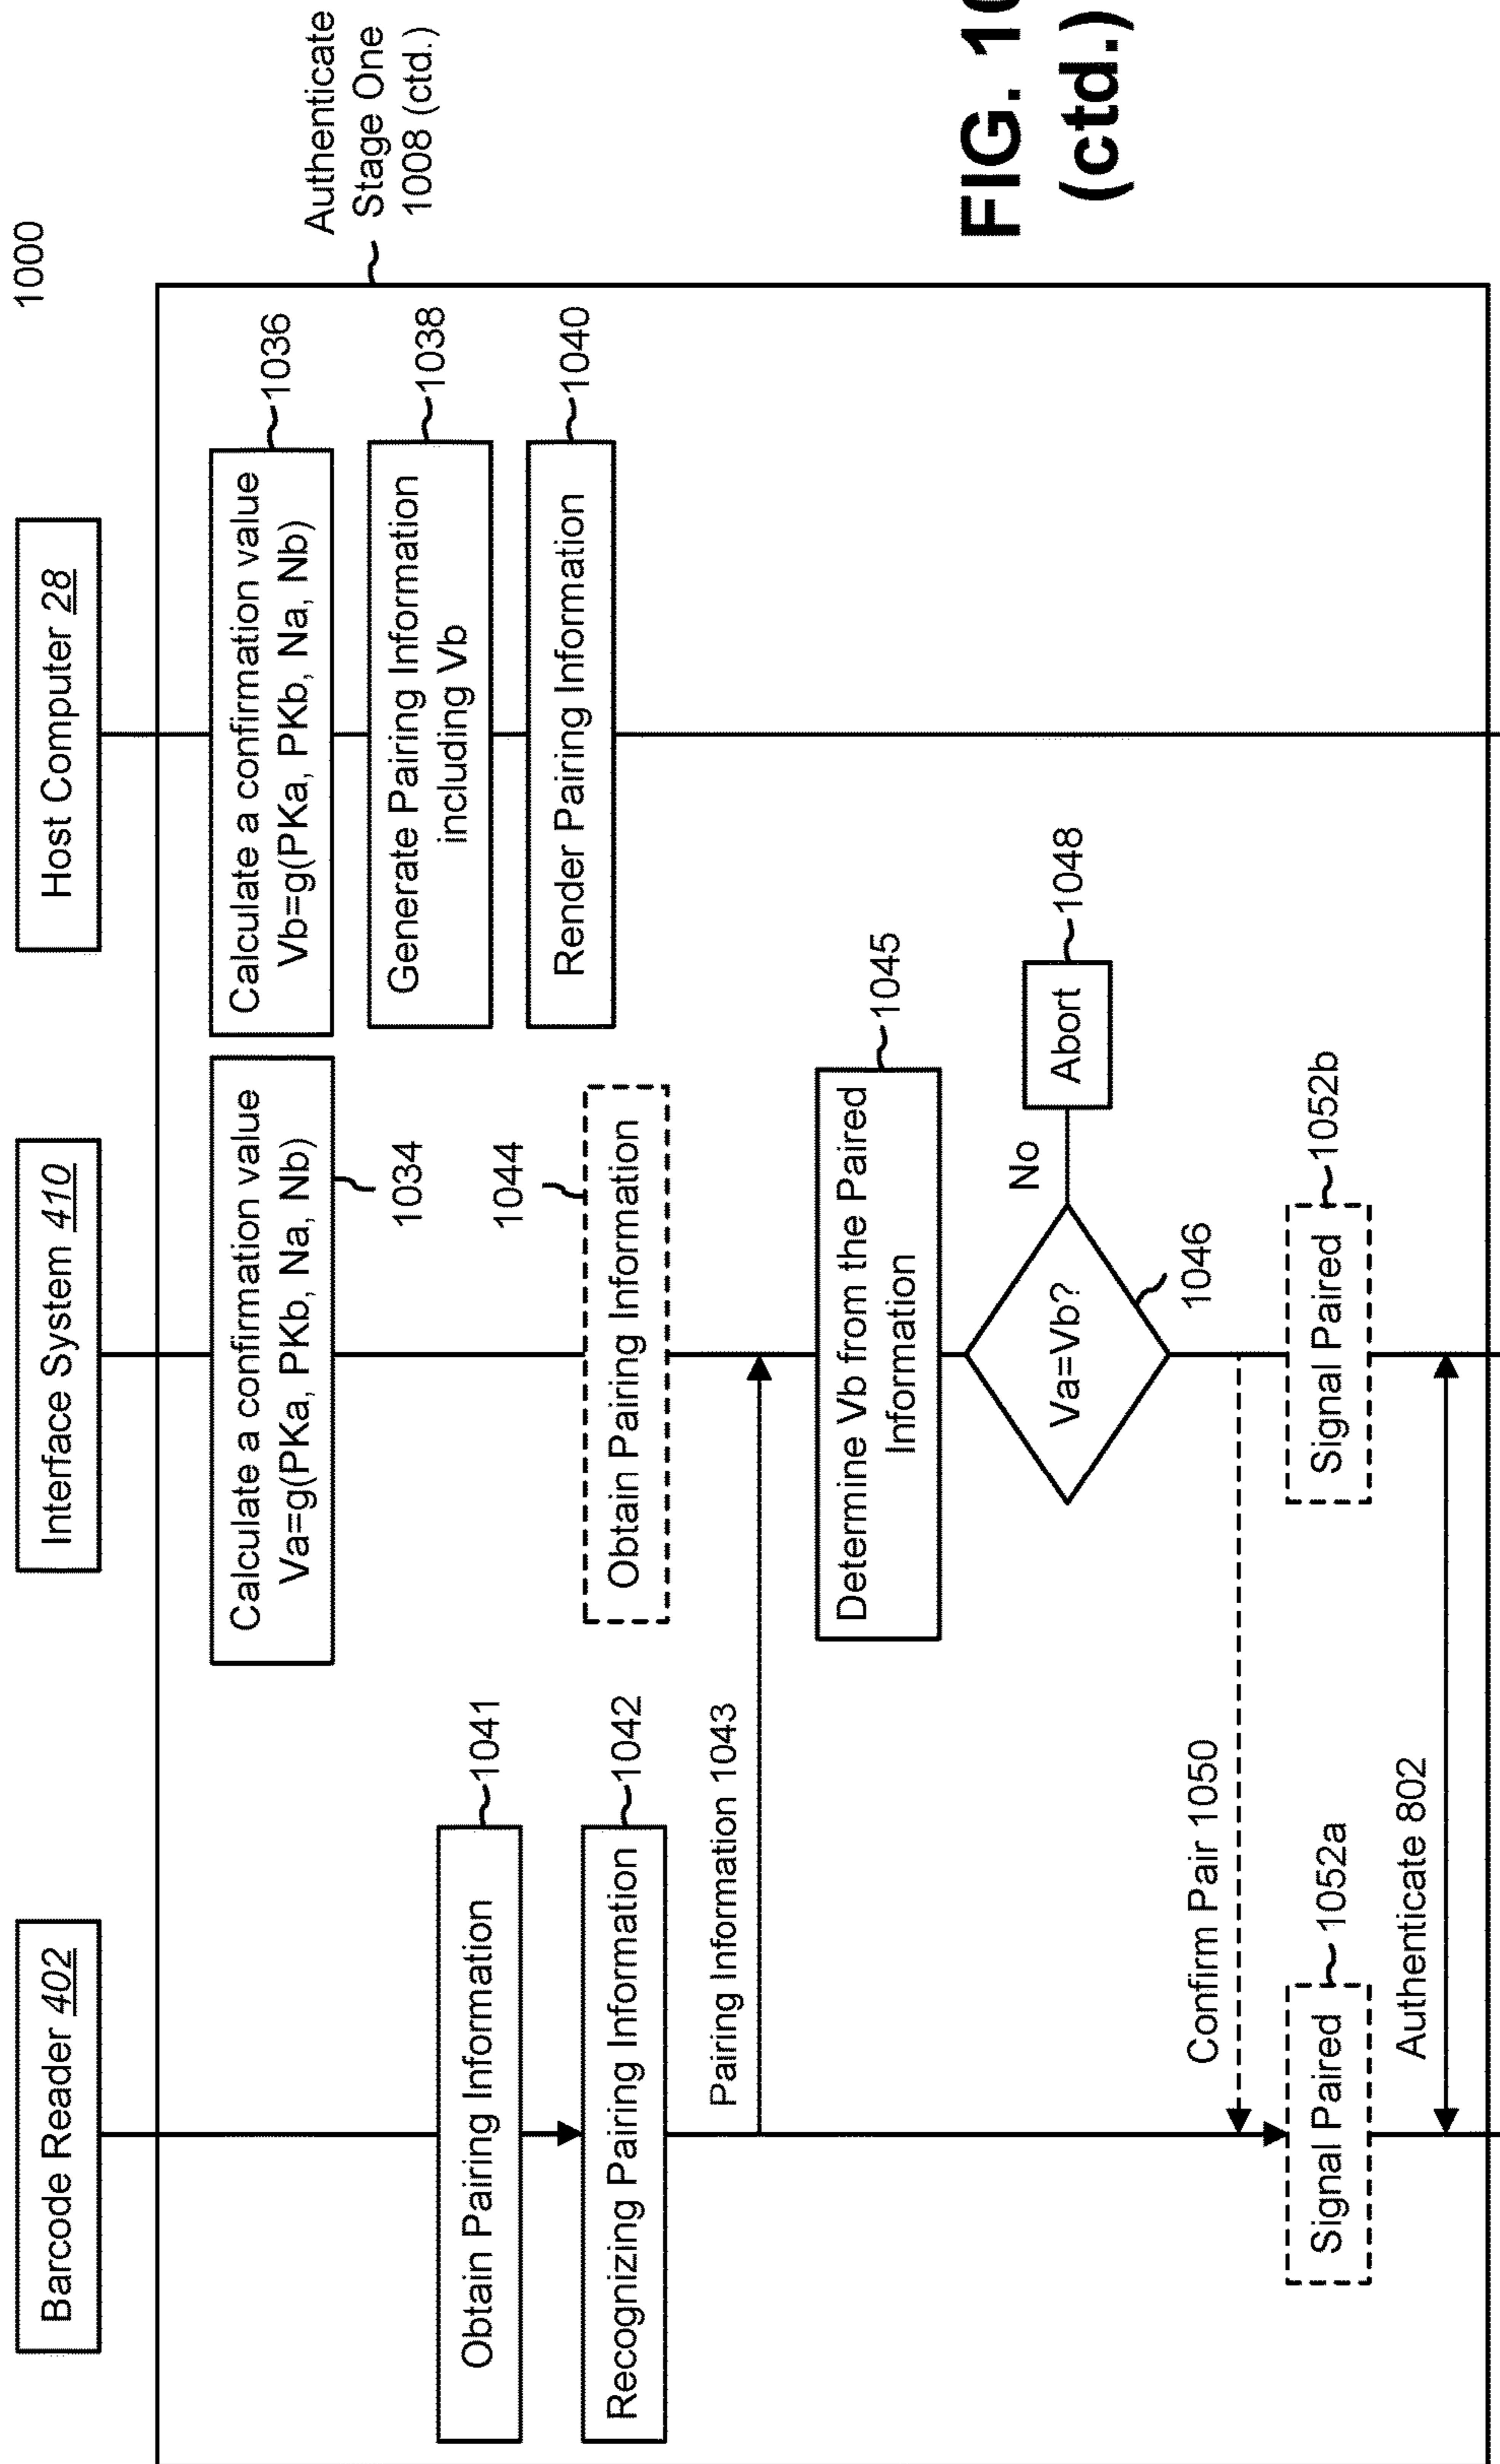 1000
Barcode Reader 402
Interface System 410
Host Computer 28
Authenticate
Stage One
1008 (ctd.)
Calculate a confirmation value
Va=g(PKa, PKb, Na, Nb)
1034
Calculate a confirmation value
Vb=g(PKa, PKb, Na, Nb)
1036
Generate Pairing Information
including Vb
1038
Render Pairing Information
1040
Obtain Pairing Information
1041
Recognizing Pairing Information
1042
1044
Obtain Pairing Information
Pairing Information 1043
Determine Vb from the Paired
Information
1045
Va=Vb?
1046
No
Abort
1048
Confirm Pair 1050
Signal Paired
1052a
Signal Paired
1052b
Authenticate 802
FIG. 10
(ctd.)